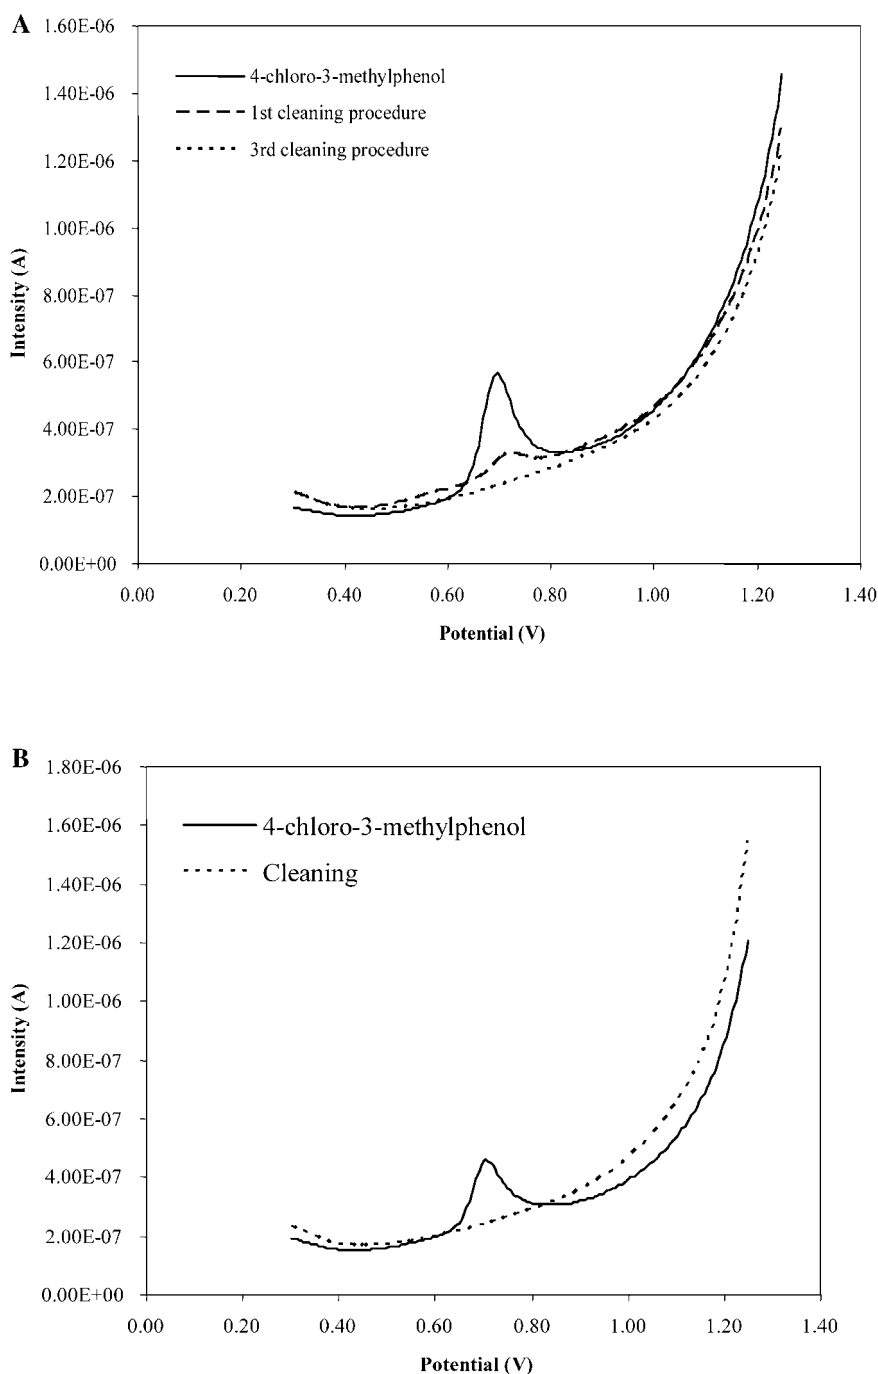 A
1.60E-06
1.40E-06
1.20E-06
1.00E-06
8.00E-07
6.00E-07
4.00E-07
2.00E-07
0.00E+00
Intensity (A)
4-chloro-3-methylphenol
1st cleaning procedure
3rd cleaning procedure
0.00 0.20 0.40 0.60 0.80 1.00 1.20 1.40
Potential (V)
B
1.80E-06
1.60E-06
1.40E-06
1.20E-06
1.00E-06
8.00E-07
6.00E-07
4.00E-07
2.00E-07
0.00E+00
Intensity (A)
4-chloro-3-methylphenol
Cleaning
0.00 0.20 0.40 0.60 0.80 1.00 1.20 1.40
Potential (V)